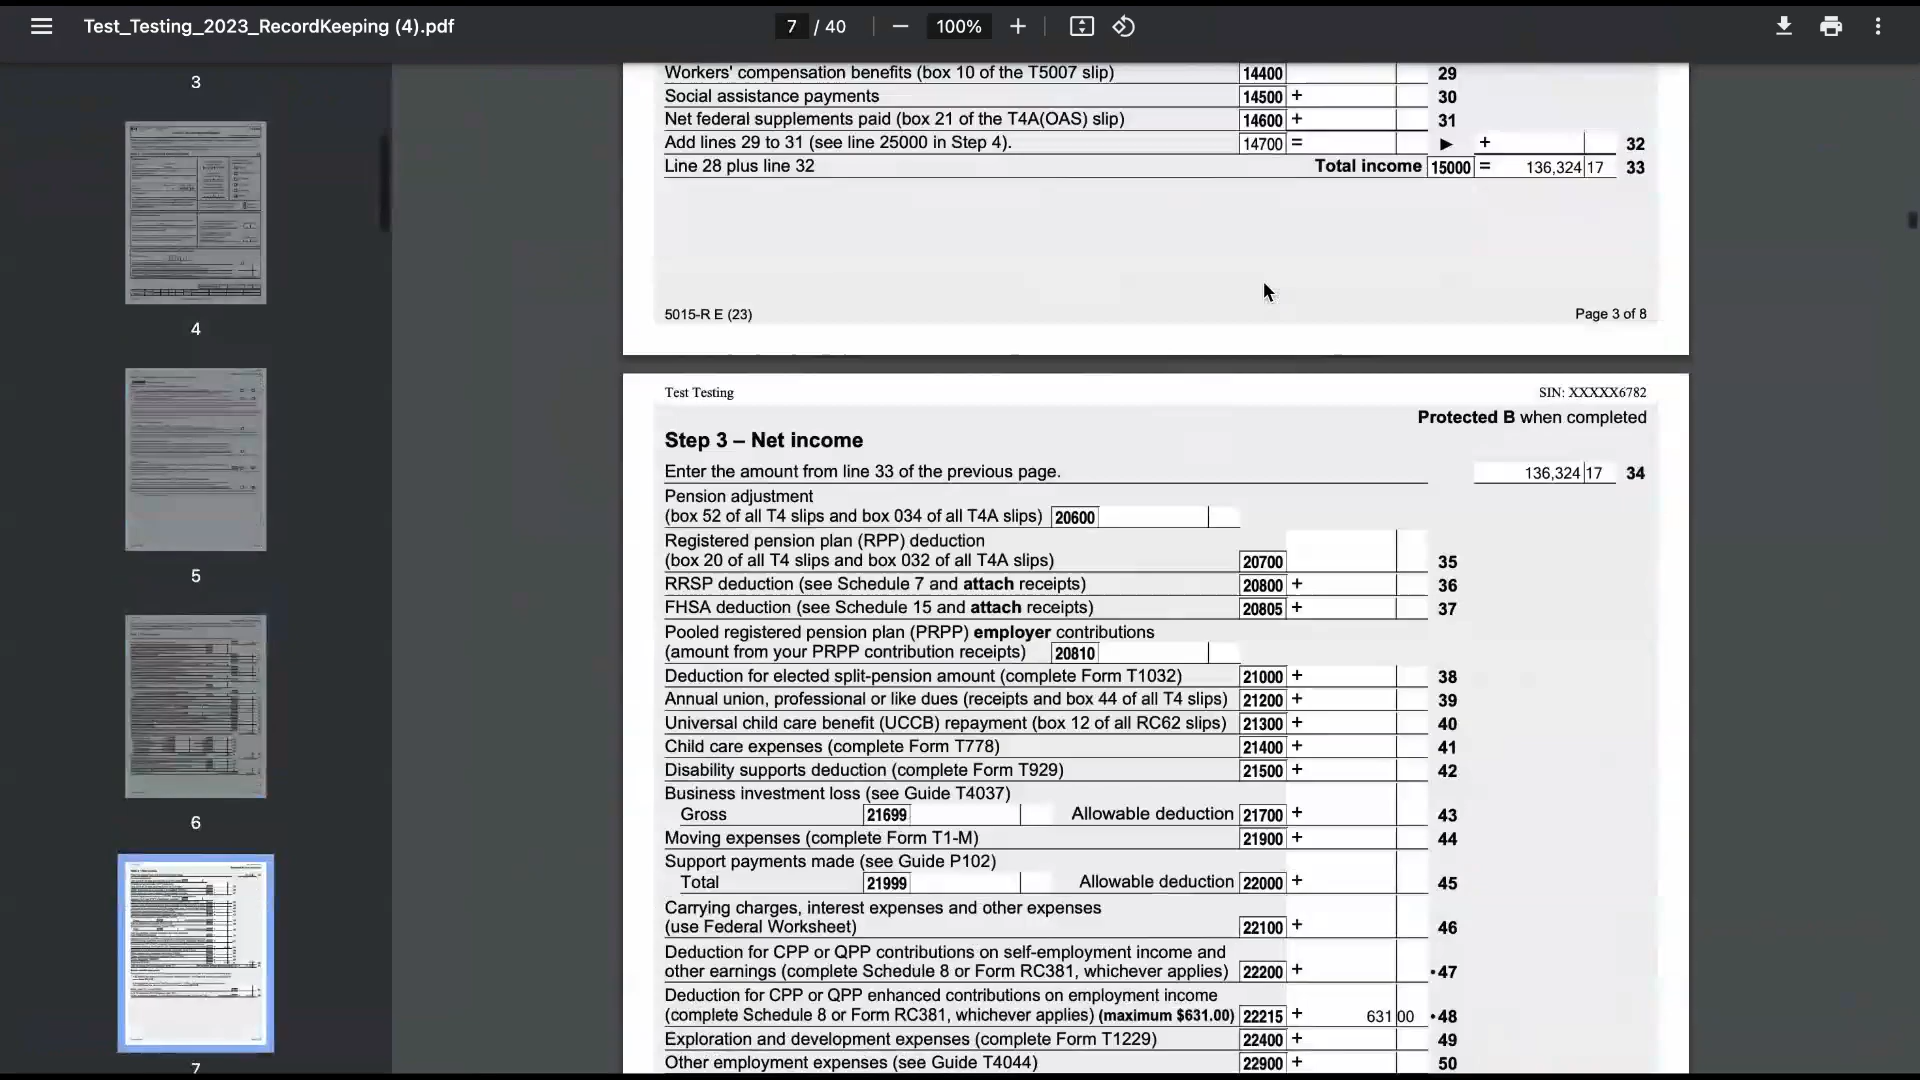 Test_Testing_2023_RecordKeeping (4).pdf
7 / 40
100%
3
4
5
6
7
Workers' compensation benefits (box 10 of the T5007 slip) 14400 29
Social assistance payments 14500 + 30
Net federal supplements paid (box 21 of the T4A(OAS) slip) 14600 + 31
Add lines 29 to 31 (see line 25000 in Step 4). 14700 = ► + 32
Line 28 plus line 32 Total income 15000 = 136,324 17 33
5015-R E (23) Page 3 of 8
Test Testing SIN: XXXXX6782
Protected B when completed
Step 3 – Net income
Enter the amount from line 33 of the previous page. 136,324 17 34
Pension adjustment
(box 52 of all T4 slips and box 034 of all T4A slips) 20600
Registered pension plan (RPP) deduction
(box 20 of all T4 slips and box 032 of all T4A slips) 20700 35
RRSP deduction (see Schedule 7 and attach receipts) 20800 + 36
FHSA deduction (see Schedule 15 and attach receipts) 20805 + 37
Pooled registered pension plan (PRPP) employer contributions
(amount from your PRPP contribution receipts) 20810
Deduction for elected split-pension amount (complete Form T1032) 21000 + 38
Annual union, professional or like dues (receipts and box 44 of all T4 slips) 21200 + 39
Universal child care benefit (UCCB) repayment (box 12 of all RC62 slips) 21300 + 40
Child care expenses (complete Form T778) 21400 + 41
Disability supports deduction (complete Form T929) 21500 + 42
Business investment loss (see Guide T4037)
Gross 21699 Allowable deduction 21700 + 43
Moving expenses (complete Form T1-M) 21900 + 44
Support payments made (see Guide P102)
Total 21999 Allowable deduction 22000 + 45
Carrying charges, interest expenses and other expenses
(use Federal Worksheet) 22100 + 46
Deduction for CPP or QPP contributions on self-employment income and
other earnings (complete Schedule 8 or Form RC381, whichever applies) 22200 + •47
Deduction for CPP or QPP enhanced contributions on employment income
(complete Schedule 8 or Form RC381, whichever applies) (maximum $631.00) 22215 + 631 00 •48
Exploration and development expenses (complete Form T1229) 22400 + 49
Other employment expenses (see Guide T4044) 22900 + 50